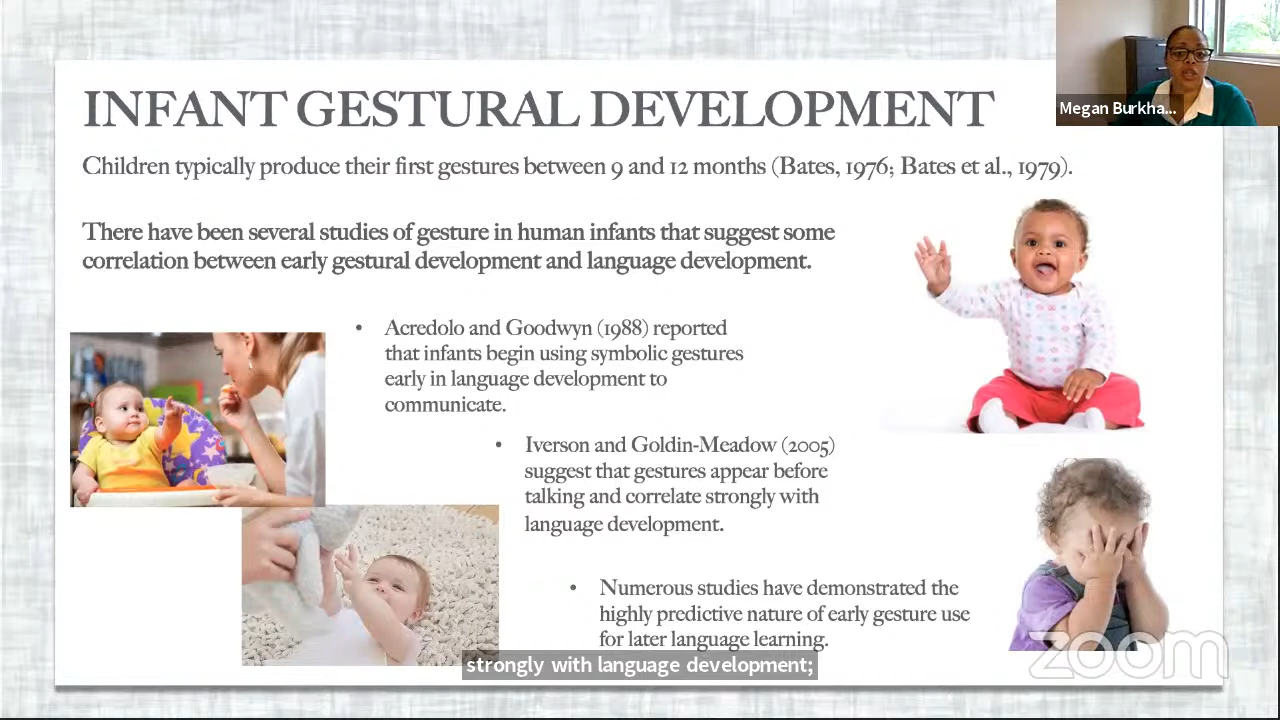 INFANT GESTURAL DEVELOPMENT
Megan Burkha...
Children typically produce their first gestures between 9 and 12 months (Bates, 1976; Bates et al., 1979).
There have been several studies of gesture in human infants that suggest some
correlation between early gestural development and language development.
• Acredolo and Goodwyn (1988) reported
that infants begin using symbolic gestures
early in language development to
communicate.
• Iverson and Goldin-Meadow (2005)
suggest that gestures appear before
talking and correlate strongly with
language development.
• Numerous studies have demonstrated the
highly predictive nature of early gesture use
for later language learning.
strongly with language development;
zoom